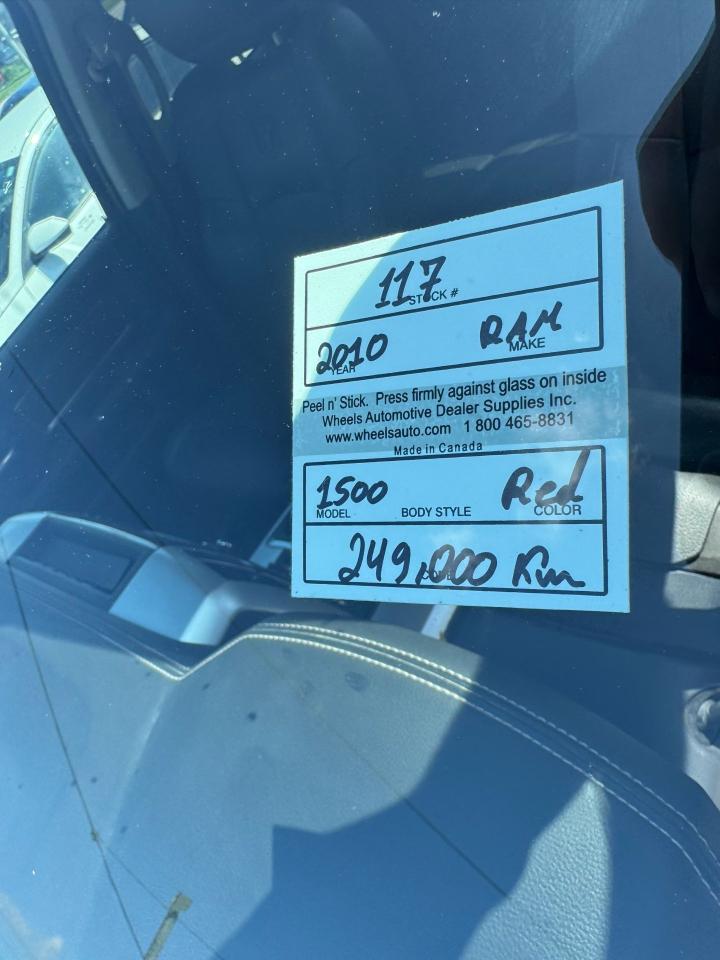 117
STOCK #
2010 RAM
YEAR MAKE
Peel n' Stick. Press firmly against glass on inside
Wheels Automotive Dealer Supplies Inc.
www.wheelsauto.com 1 800 465-8831
Made in Canada
1500 Red
MODEL BODY STYLE COLOR
249,000 Km